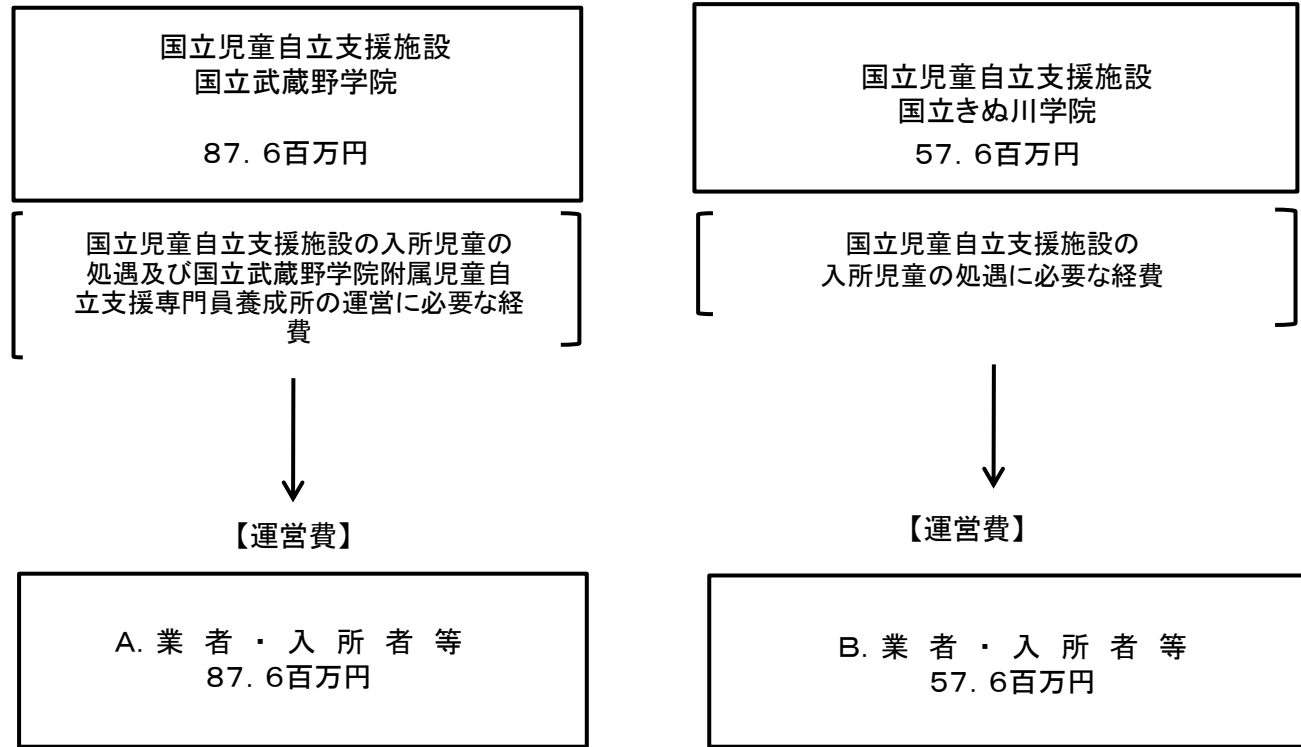 国立児童自立支援施設
国立武蔵野学院
87.6百万円
国立児童自立支援施設の入所児童の
処遇及び国立武蔵野学院附属児童自
立支援専門員養成所の運営に必要な経
費
【運営費】
A.業者・入所者等
87.6百万円
国立児童自立支援施設
国立きぬ川学院
57.6百万円
国立児童自立支援施設の
入所児童の処遇に必要な経費
【運営費】
B.業者・入所者等
57.6百万円